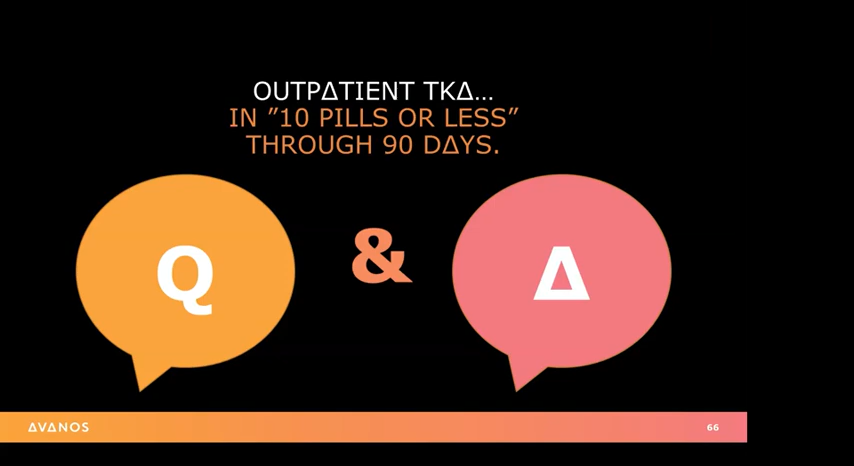 OUTPΔTIENT TKΔ...
IN ”10 PILLS OR LESS”
THROUGH 90 DΔYS.
Q & Δ
ΔVΔNOS
66